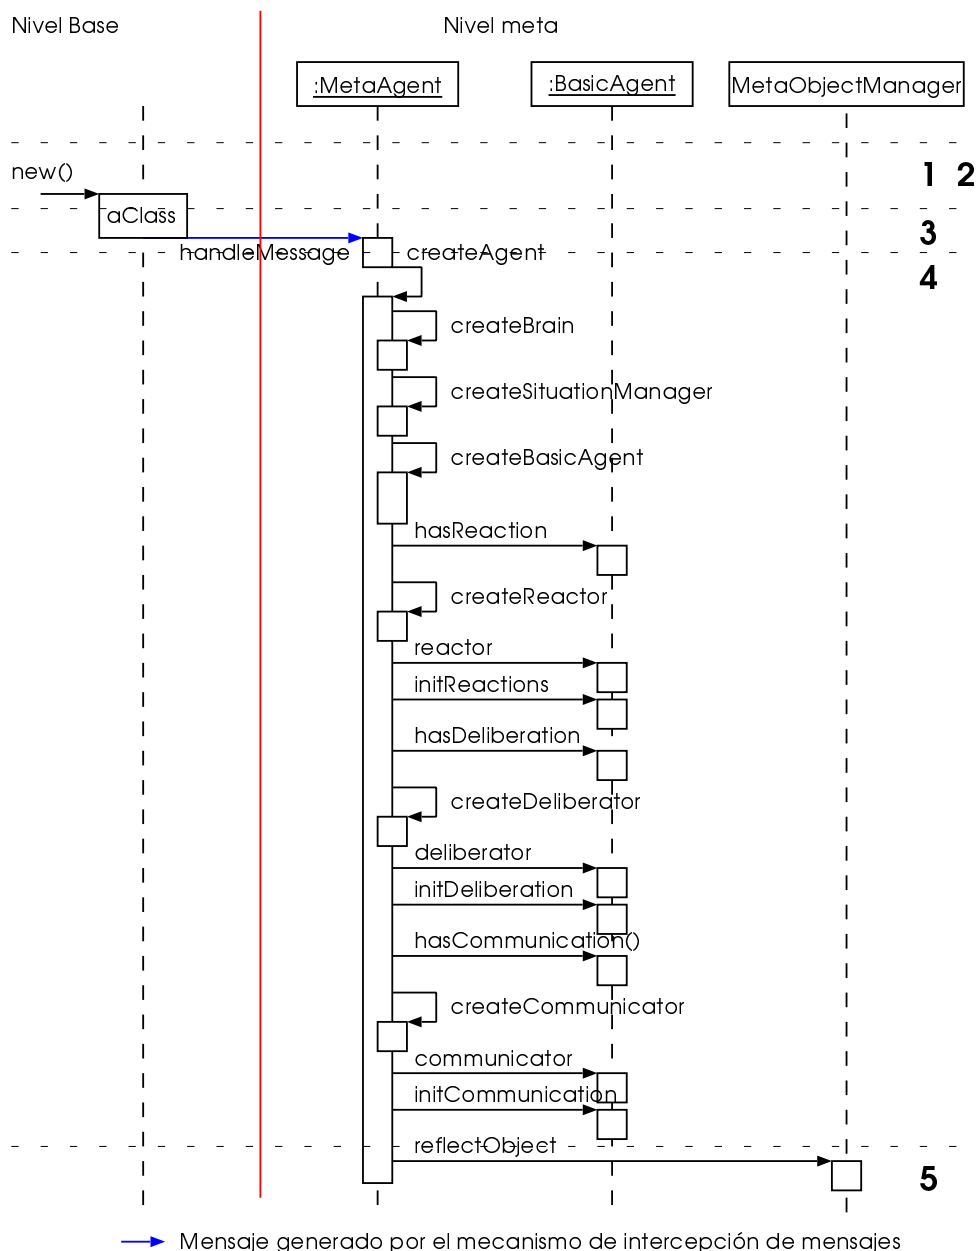 Nivel Base
Nivel meta
:MetaAgent
:BasicAgent
MetaObjectManager
new()
1 2
aClass
3
handleMessage
createAgent
4
createBrain
createSituationManager
createBasicAgent
hasReaction
createReactor
reactor
initReactions
hasDeliberation
createDeliberator
deliberator
initDeliberation
hasCommunication()
createCommunicator
communicator
initCommunication
reflectObject
5
Mensaje generado por el mecanismo de intercepción de mensajes